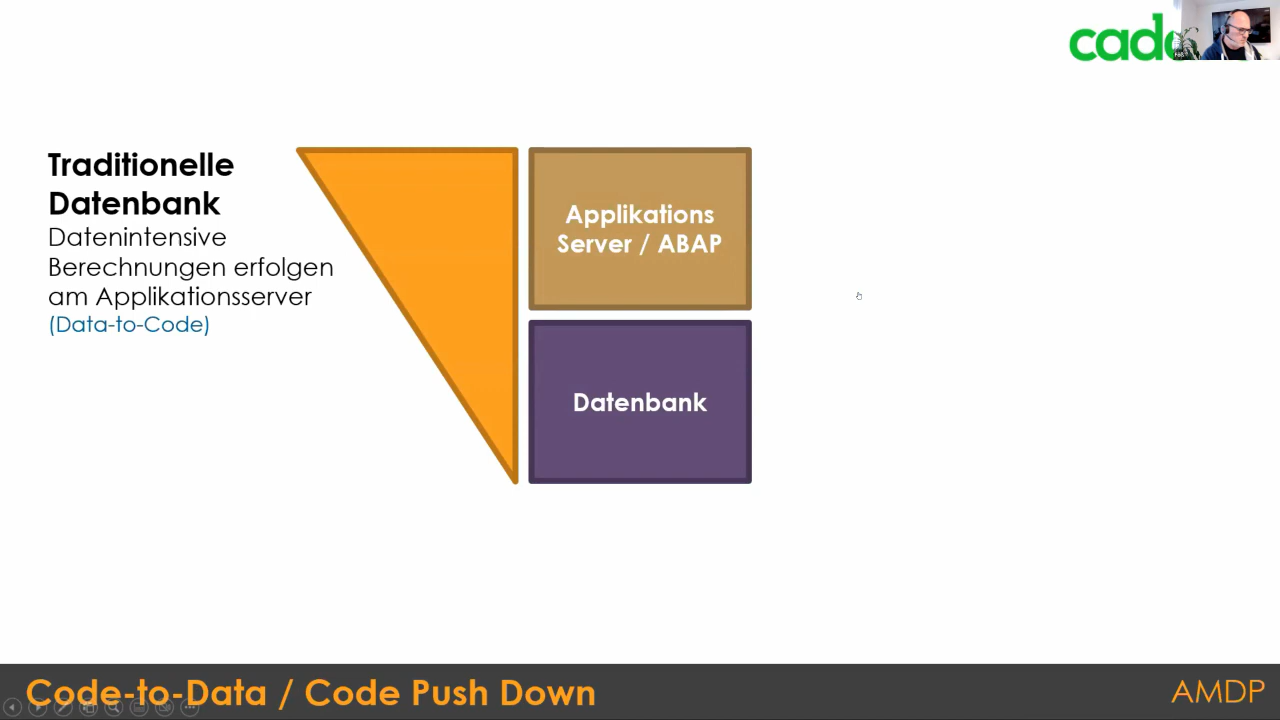 Traditionelle
Datenbank
Datenintensive
Berechnungen erfolgen
am Applikationsserver
(Data-to-Code)
Applikations
Server / ABAP
Datenbank
Code-to-Data / Code Push Down
AMDP